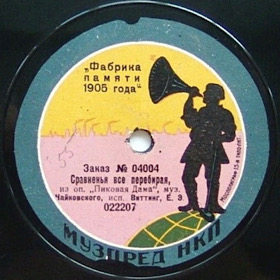 „Фабрика
памяти
1905 года"
Заказ № 04004
Сравненья все перебирая,
из оп. „Пиковая Дама", муз.
Чайковского, исп. Виттинг, Е. Э.
022207
МУЗПРЕД НКП